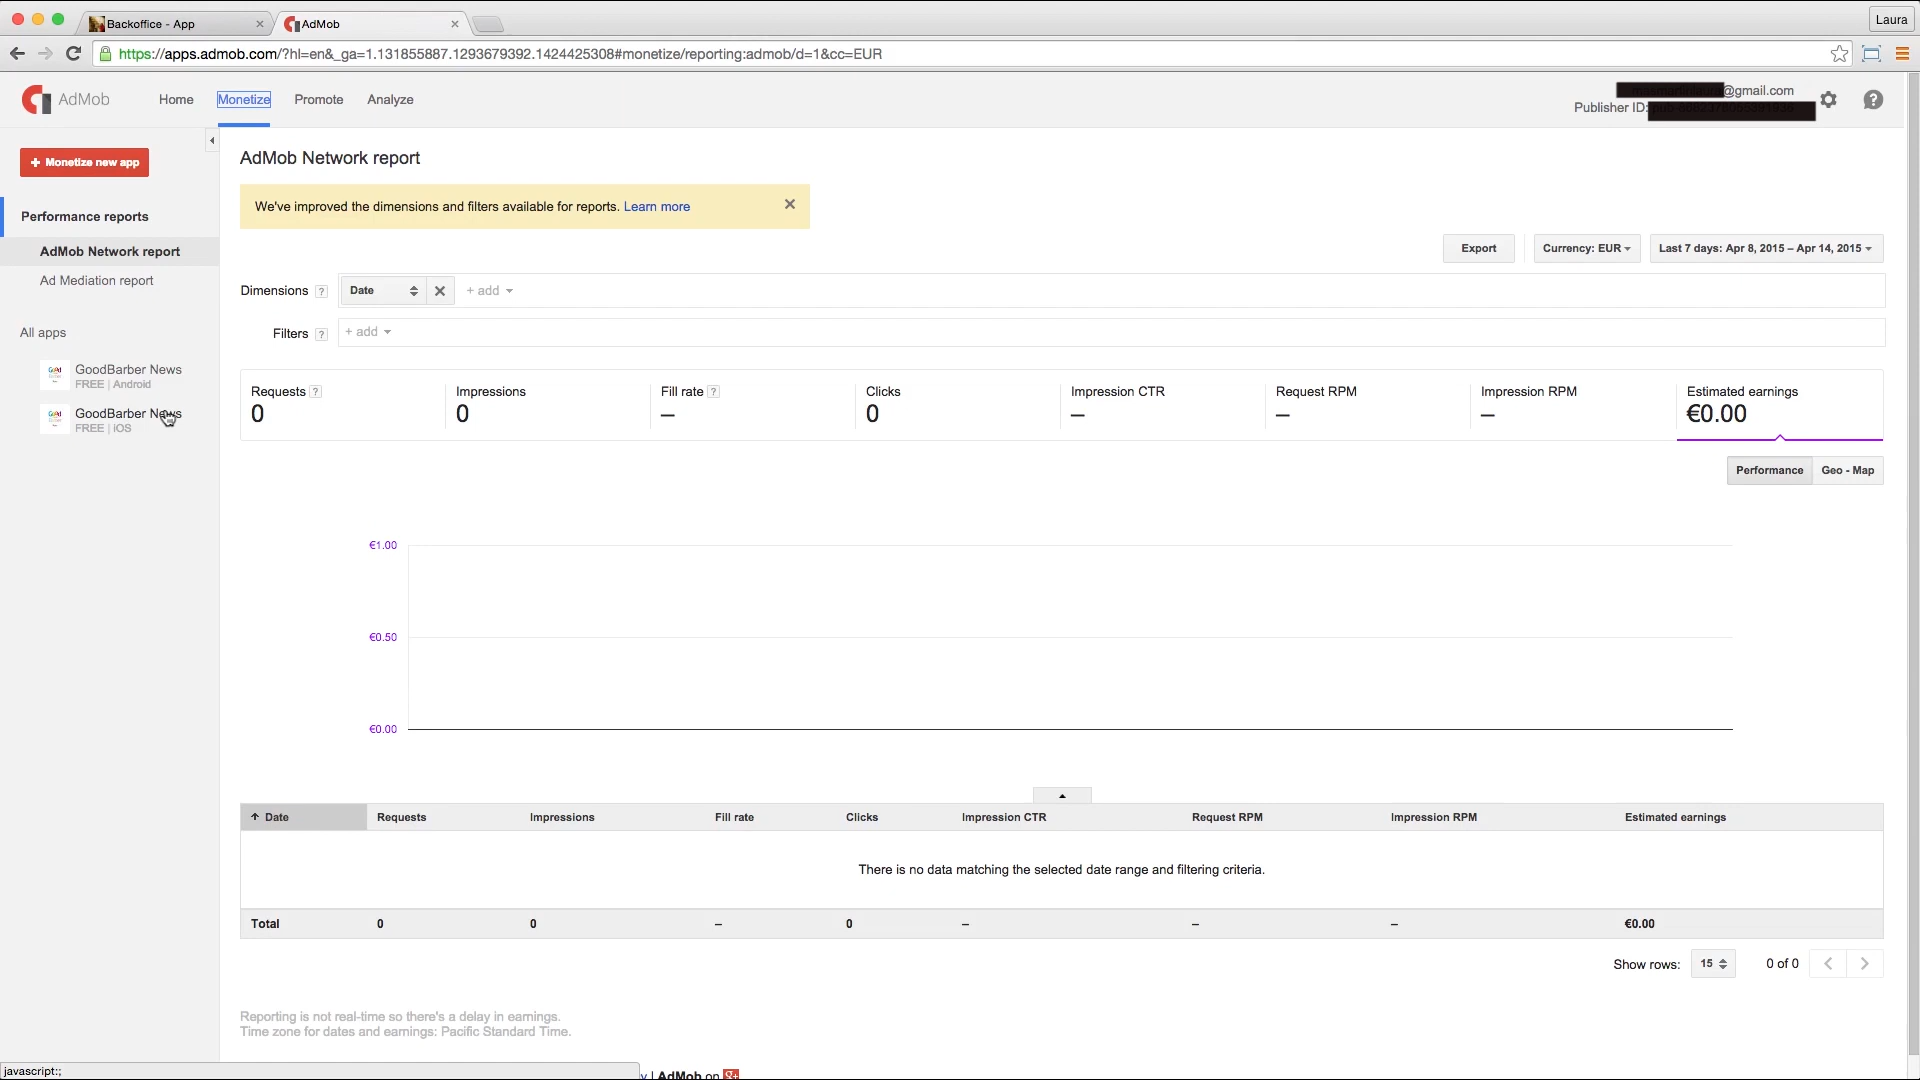 Backoffice - App
AdMob
Laura
https://apps.admob.com/?hl=en&_ga=1.131855887.1293679392.1424425308#monetize/reporting:admob/d=1&cc=EUR
AdMob
Home
Monetize
Promote
Analyze
@gmail.com
Publisher ID:
+ Monetize new app
Performance reports
AdMob Network report
Ad Mediation report
All apps
GoodBarber News
FREE | Android
GoodBarber News
FREE | iOS
AdMob Network report
We've improved the dimensions and filters available for reports. Learn more
Export
Currency: EUR
Last 7 days: Apr 8, 2015 – Apr 14, 2015
Dimensions ?
Date
+ add
Filters ?
+ add
Requests ?
0
Impressions
0
Fill rate ?
–
Clicks
0
Impression CTR
–
Request RPM
–
Impression RPM
–
Estimated earnings
€0.00
Performance
Geo - Map
€1.00
€0.50
€0.00
Date Requests Impressions Fill rate Clicks Impression CTR Request RPM Impression RPM Estimated earnings
There is no data matching the selected date range and filtering criteria.
Total 0 0 – 0 – – – €0.00
Show rows: 15 0 of 0
Reporting is not real-time so there's a delay in earnings.
Time zone for dates and earnings: Pacific Standard Time.
javascript:;
y | AdMob on g+